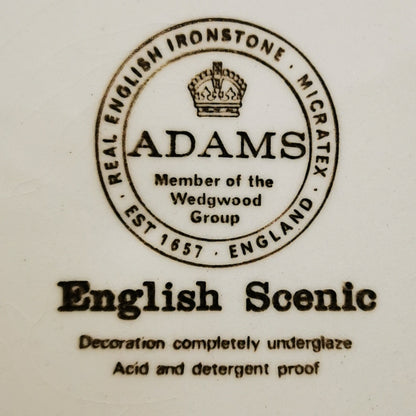 · REAL ENGLISH IRONSTONE · MICRATEX ·
ADAMS
Member of the
Wedgwood
Group
EST 1657 · ENGLAND ·
English Scenic
Decoration completely underglaze
Acid and detergent proof